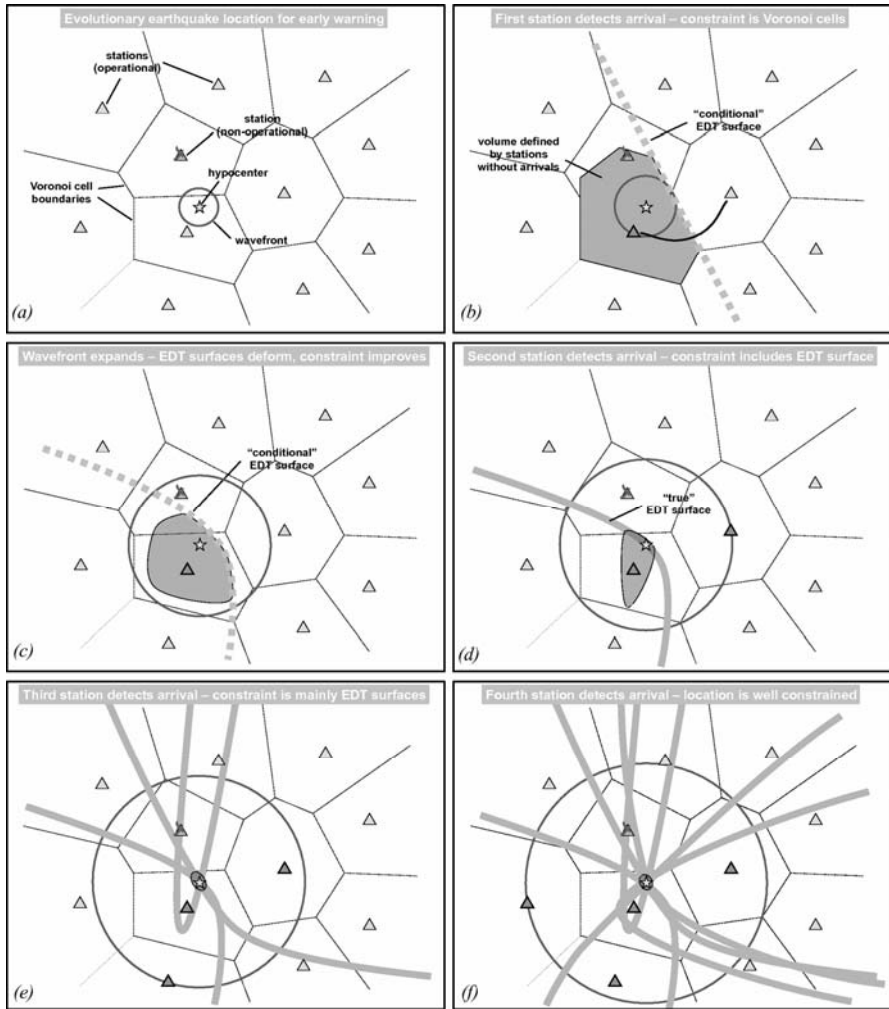 Evolutionary earthquake location for early warning
stations
(operational)
station
(non-operational)
hypocenter
Voronoi cell
boundaries
wavefront
(a)
First station detects arrival – constraint is Voronoi cells
"conditional"
EDT surface
volume defined
by stations
without arrivals
(b)
Wavefront expands – EDT surfaces deform, constraint improves
"conditional"
EDT surface
(c)
Second station detects arrival – constraint includes EDT surface
"true"
EDT surface
(d)
Third station detects arrival – constraint is mainly EDT surfaces
(e)
Fourth station detects arrival – location is well constrained
(f)